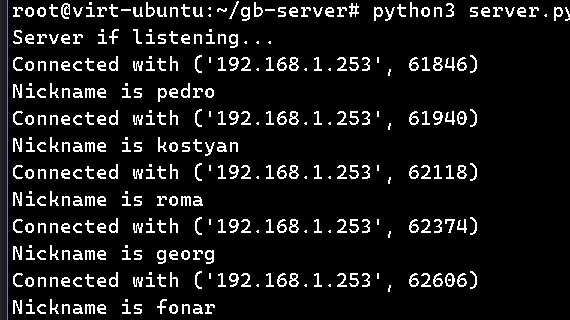 root@virt-ubuntu:~/gb-server# python3 server.py
Server if listening...
Connected with ('192.168.1.253', 61846)
Nickname is pedro
Connected with ('192.168.1.253', 61940)
Nickname is kostyan
Connected with ('192.168.1.253', 62118)
Nickname is roma
Connected with ('192.168.1.253', 62374)
Nickname is georg
Connected with ('192.168.1.253', 62606)
Nickname is fonar